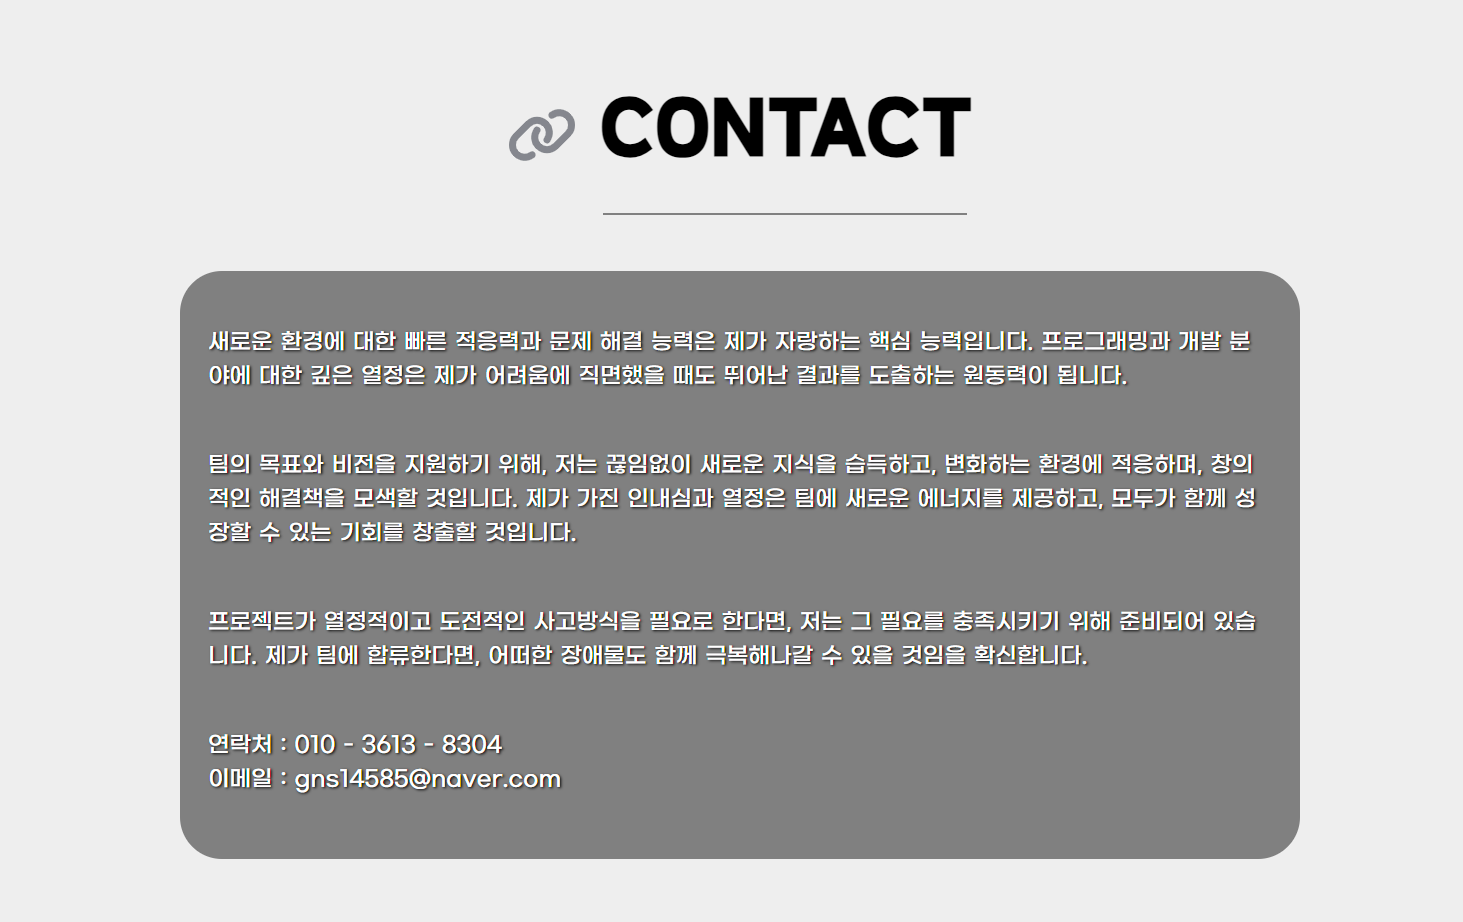 CONTACT
새로운 환경에 대한 빠른 적응력과 문제 해결 능력은 제가 자랑하는 핵심 능력입니다. 프로그래밍과 개발 분
야에 대한 깊은 열정은 제가 어려움에 직면했을 때도 뛰어난 결과를 도출하는 원동력이 됩니다.
팀의 목표와 비전을 지원하기 위해, 저는 끊임없이 새로운 지식을 습득하고, 변화하는 환경에 적응하며, 창의
적인 해결책을 모색할 것입니다. 제가 가진 인내심과 열정은 팀에 새로운 에너지를 제공하고, 모두가 함께 성
장할 수 있는 기회를 창출할 것입니다.
프로젝트가 열정적이고 도전적인 사고방식을 필요로 한다면, 저는 그 필요를 충족시키기 위해 준비되어 있습
니다. 제가 팀에 합류한다면, 어떠한 장애물도 함께 극복해나갈 수 있을 것임을 확신합니다.
연락처 : 010 - 3613 - 8304
이메일 : gns14585@naver.com